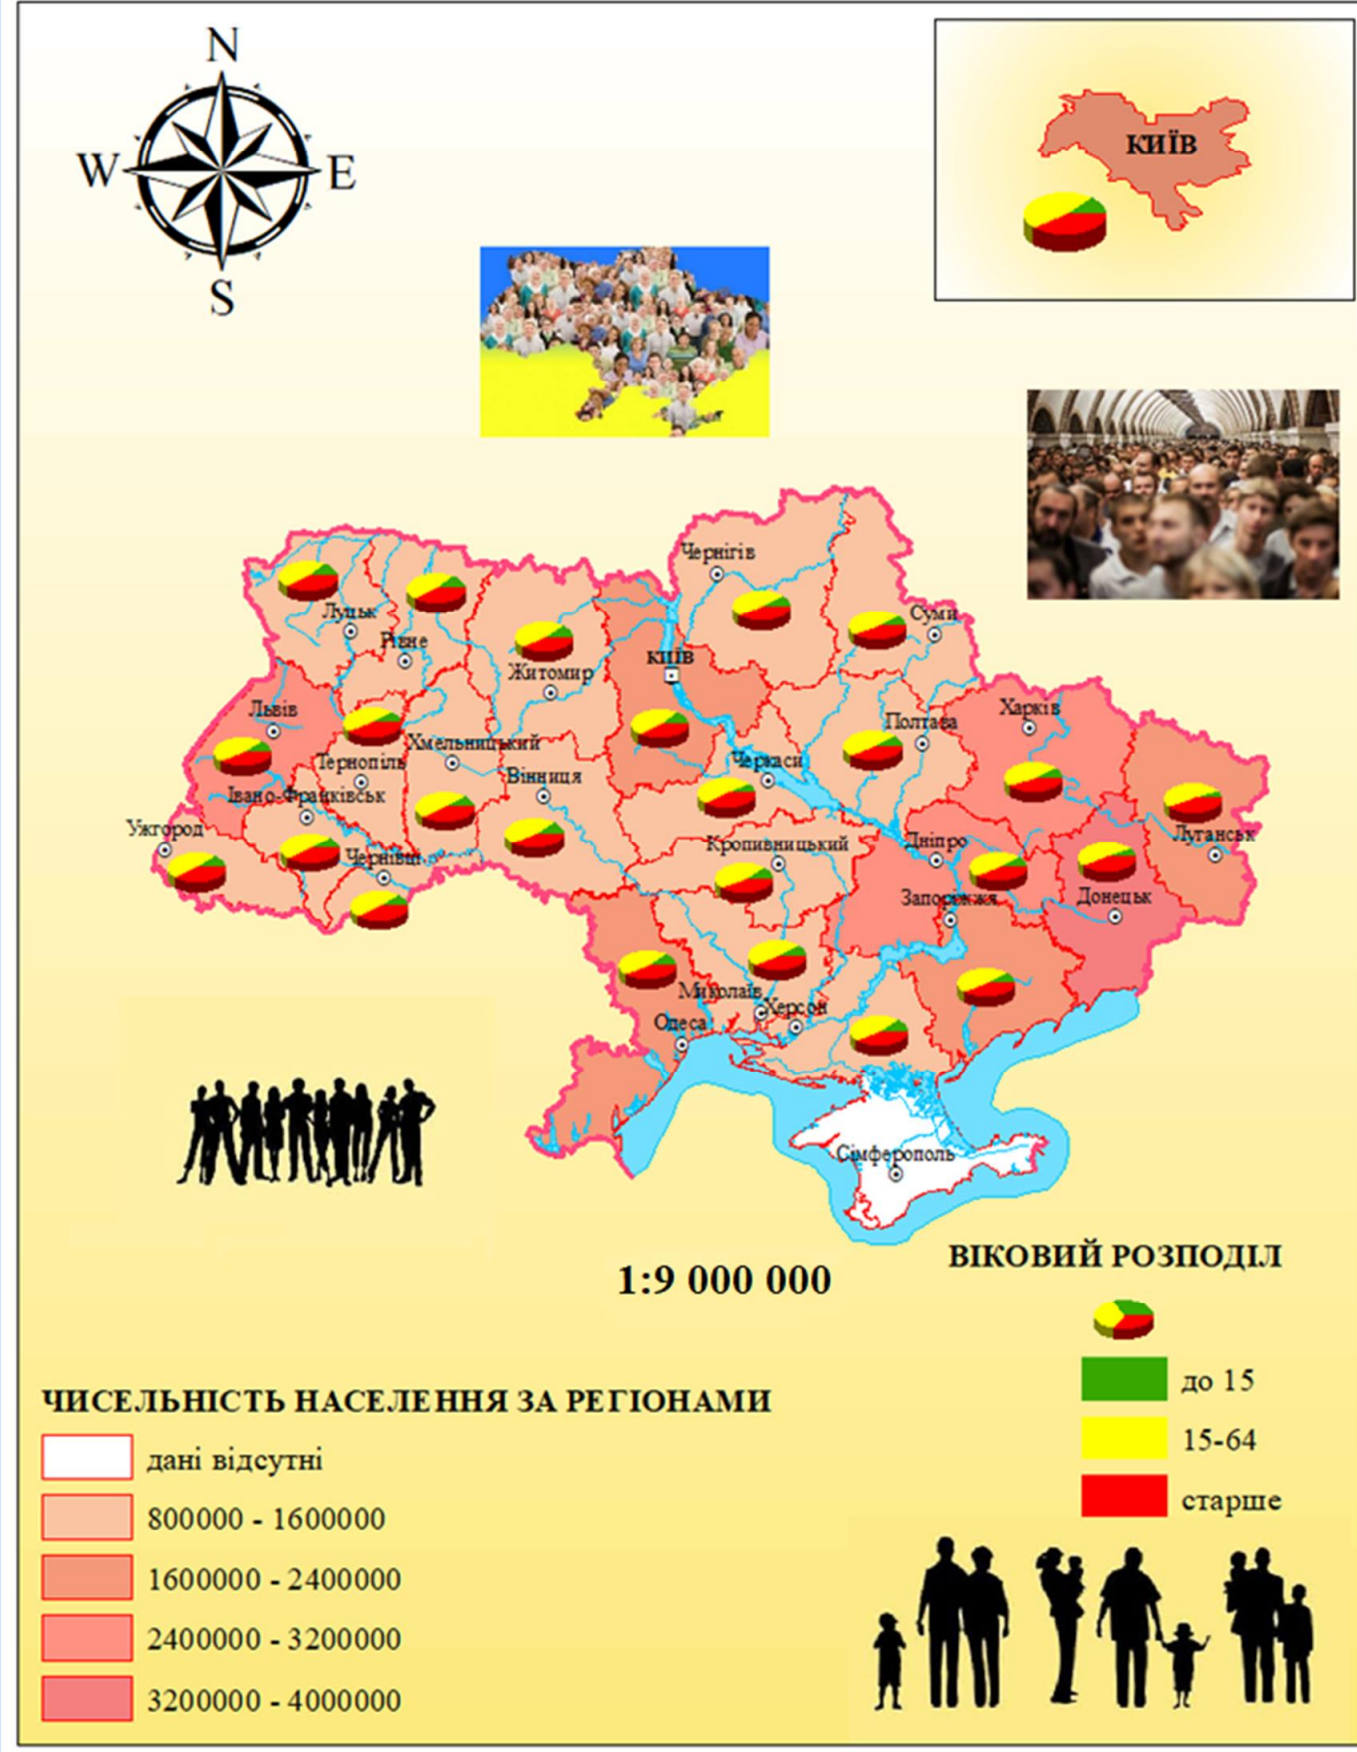 N
W
E
S
КИЇВ
Чернігів
Суми
Луцьк
Рівне
КИЇВ
Житомир
Львів
Харків
Полтава
Хмельницький
Тернопіль
Черкаси
Вінниця
Івано-Франківськ
Ужгород
Луганськ
Дніпро
Кропивницький
Чернівці
Запоріжжя
Донецьк
Миколаїв
Херсон
Одеса
Сімферополь
1:9 000 000
ВІКОВИЙ РОЗПОДІЛ
до 15
15-64
старше
ЧИСЕЛЬНІСТЬ НАСЕЛЕННЯ ЗА РЕГІОНАМИ
дані відсутні
800000 - 1600000
1600000 - 2400000
2400000 - 3200000
3200000 - 4000000